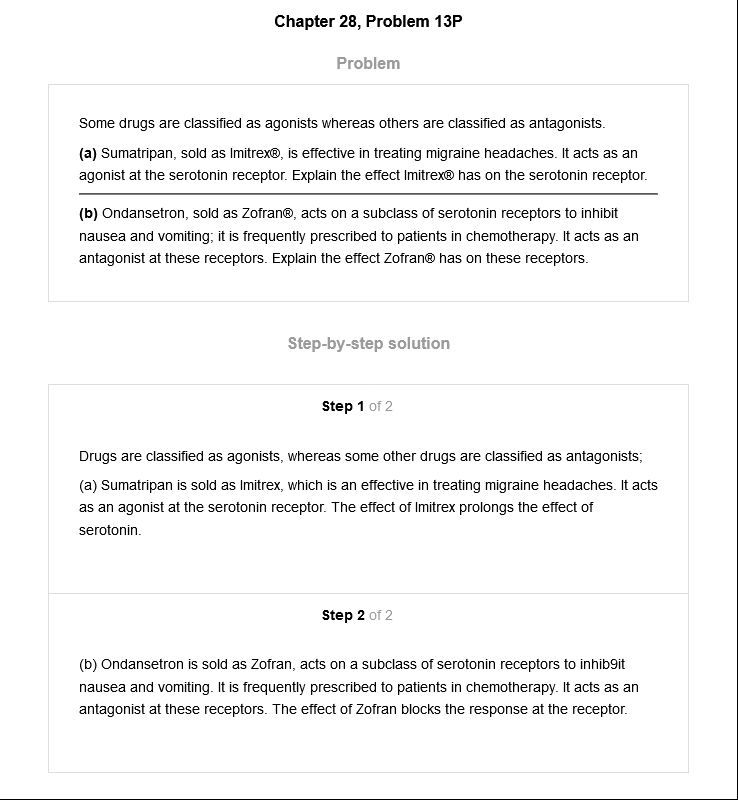 Chapter 28, Problem 13P
Problem
Some drugs are classified as agonists whereas others are classified as antagonists.
(a) Sumatripan, sold as Imitrex®, is effective in treating migraine headaches. It acts as an
agonist at the serotonin receptor. Explain the effect Imitrex® has on the serotonin receptor.
(b) Ondansetron, sold as Zofran®, acts on a subclass of serotonin receptors to inhibit
nausea and vomiting; it is frequently prescribed to patients in chemotherapy. It acts as an
antagonist at these receptors. Explain the effect Zofran® has on these receptors.
Step-by-step solution
Step 1 of 2
Drugs are classified as agonists, whereas some other drugs are classified as antagonists;
(a) Sumatripan is sold as Imitrex, which is an effective in treating migraine headaches. It acts
as an agonist at the serotonin receptor. The effect of Imitrex prolongs the effect of
serotonin.
Step 2 of 2
(b) Ondansetron is sold as Zofran, acts on a subclass of serotonin receptors to inhib9it
nausea and vomiting. It is frequently prescribed to patients in chemotherapy. It acts as an
antagonist at these receptors. The effect of Zofran blocks the response at the receptor.